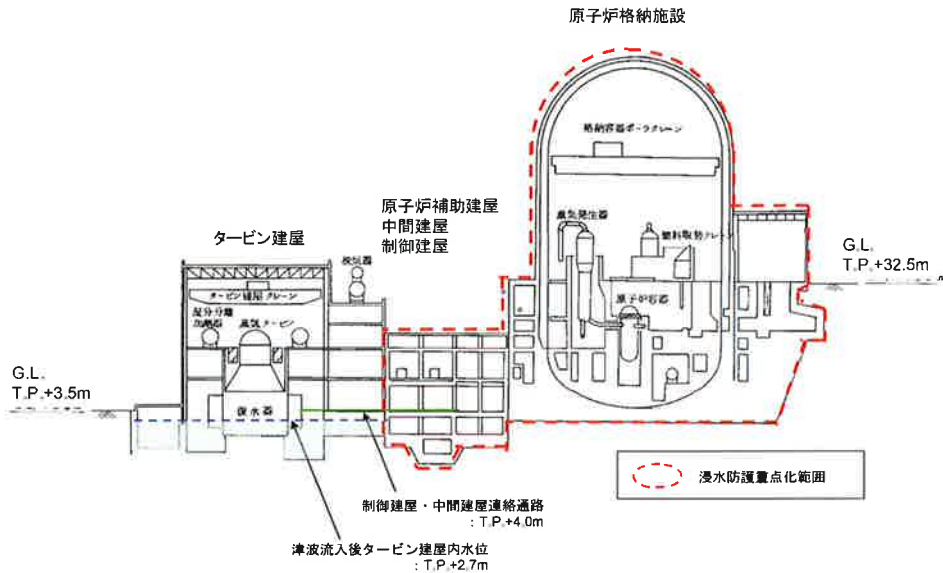 原子炉格納施設
格納容器ポーラクレーン
原子炉補助建屋
中間建屋
制御建屋
蒸気発生器
燃料取替クレーン
タービン建屋
脱気器
G.L.
T.P.+32.5m
タービン建屋クレーン
湿分分離
加熱器
蒸気タービン
原子炉容器
G.L.
T.P.+3.5m
復水器
浸水防護重点化範囲
制御建屋・中間建屋連絡通路
:T.P.+4.0m
津波流入後タービン建屋内水位
:T.P.+2.7m